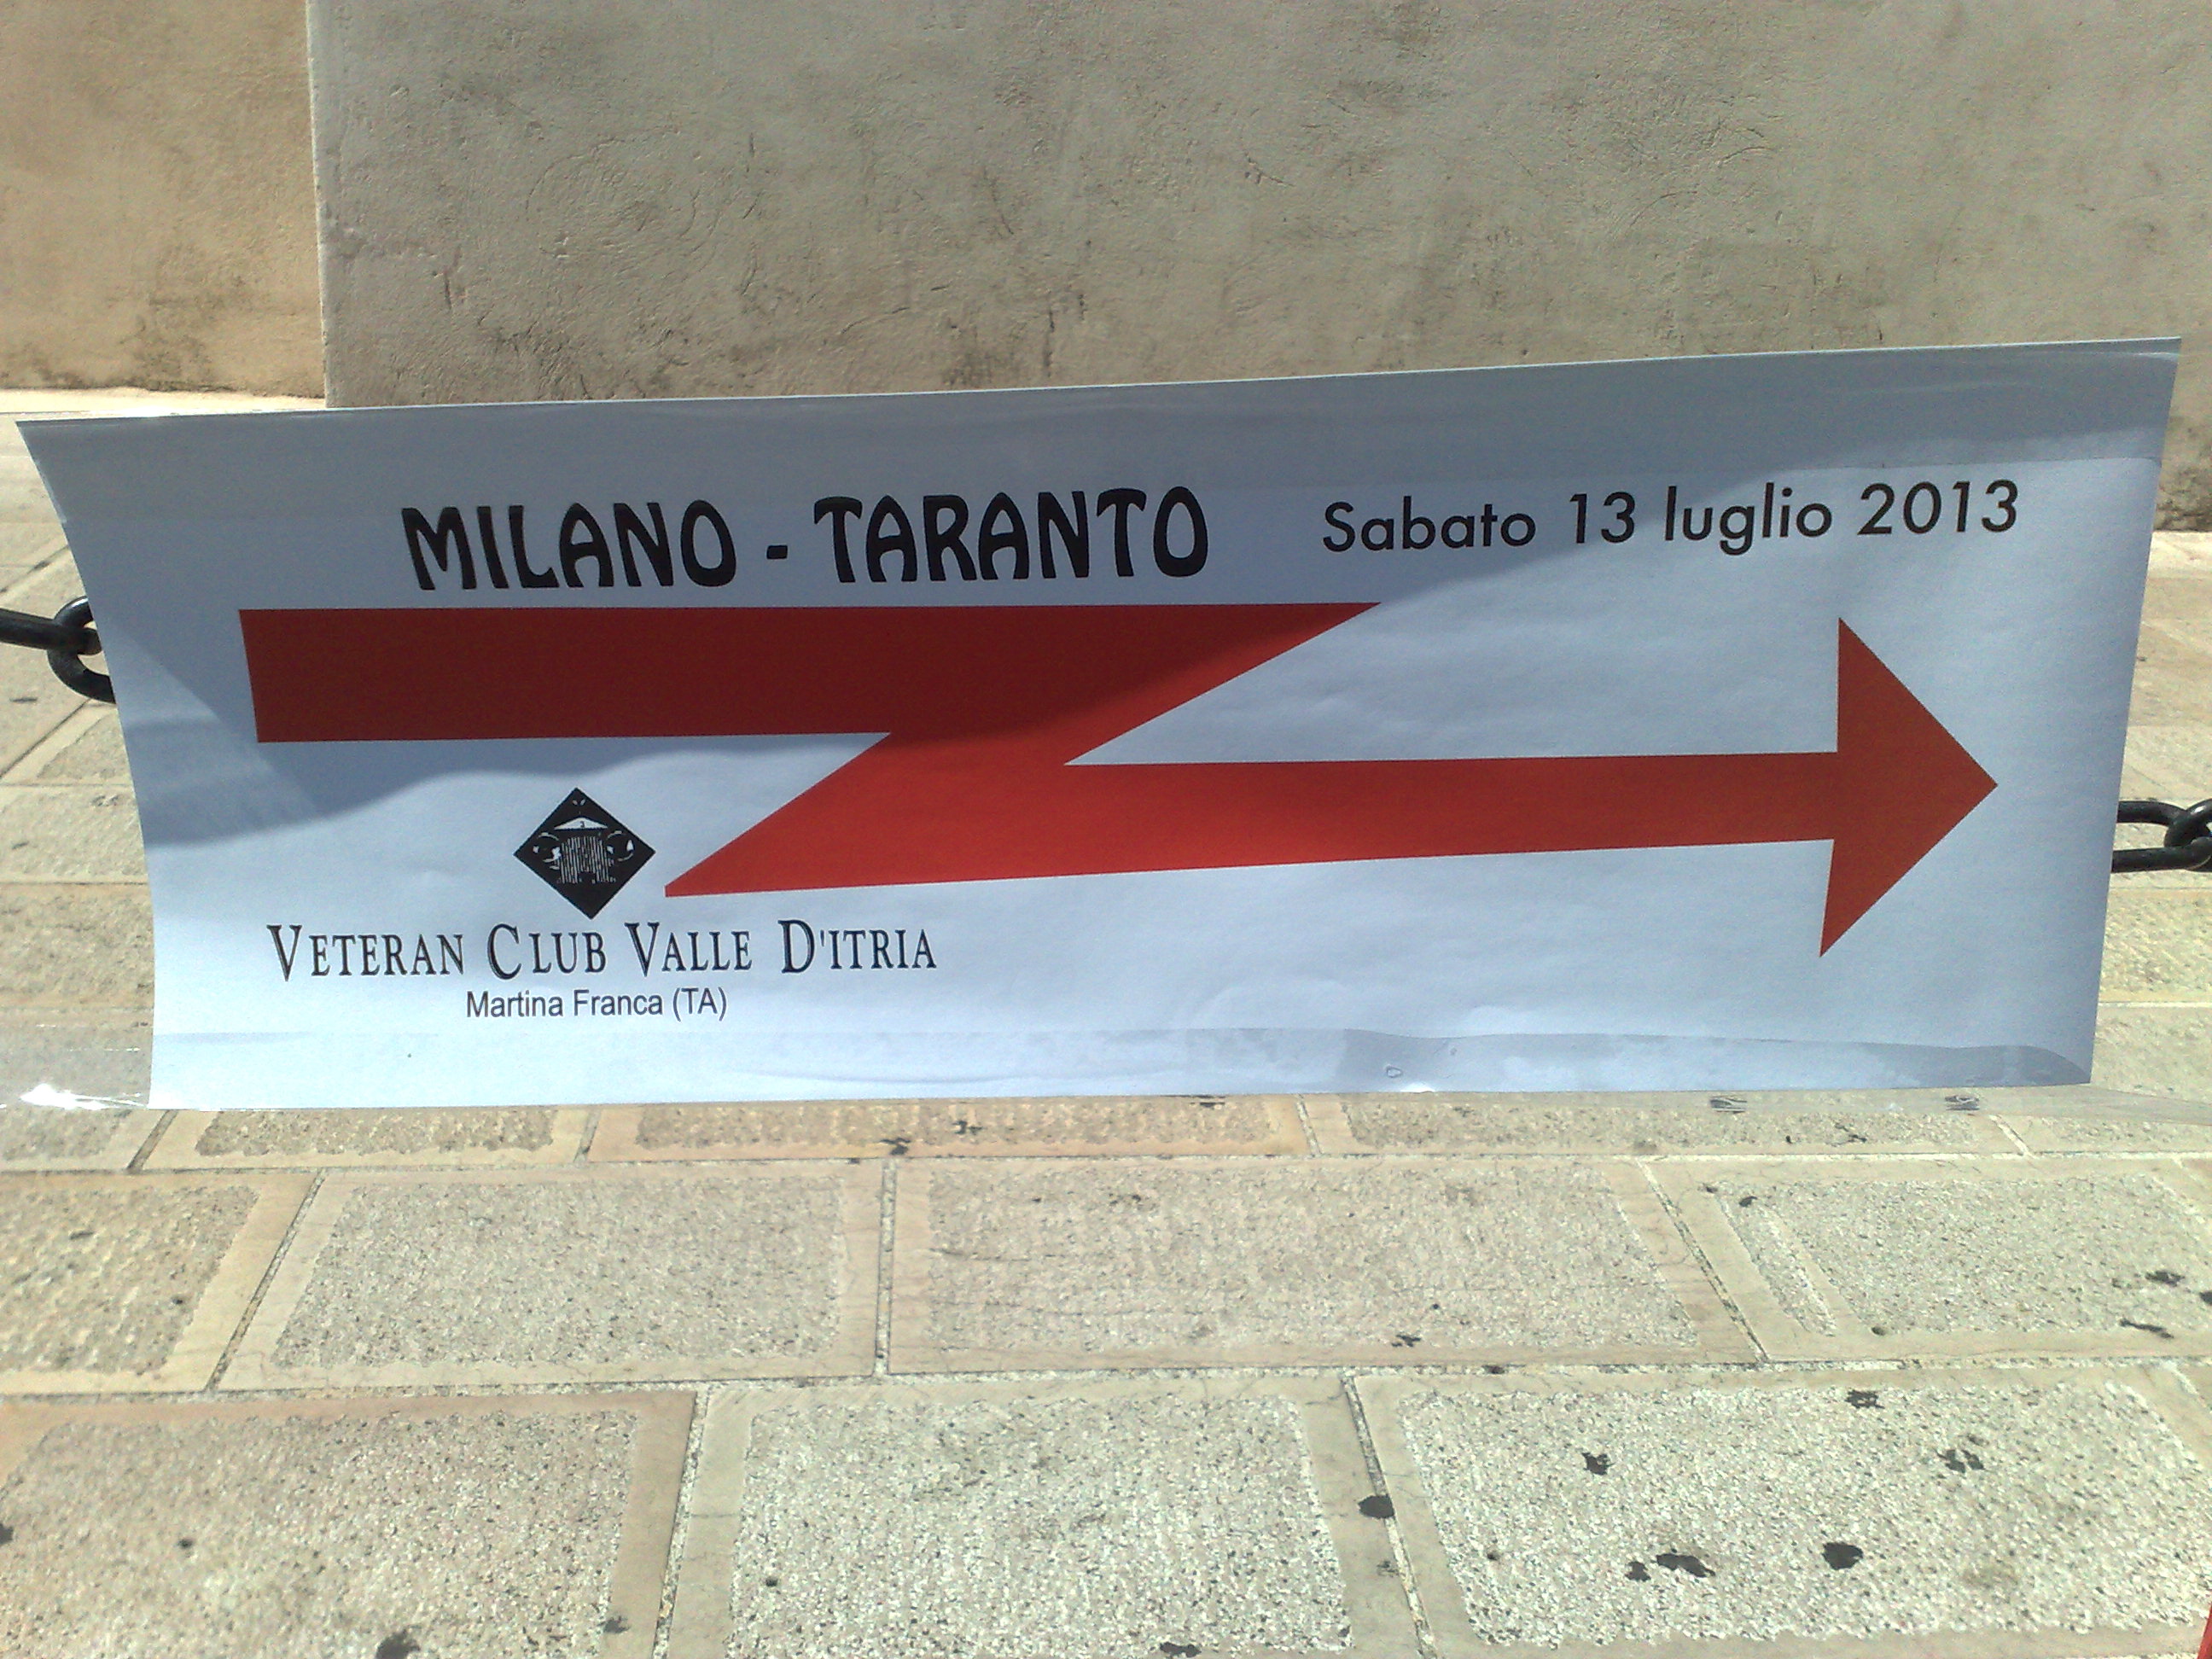 MILANO - TARANTO
Sabato 13 luglio 2013
VETERAN CLUB VALLE D'ITRIA
Martina Franca (TA)